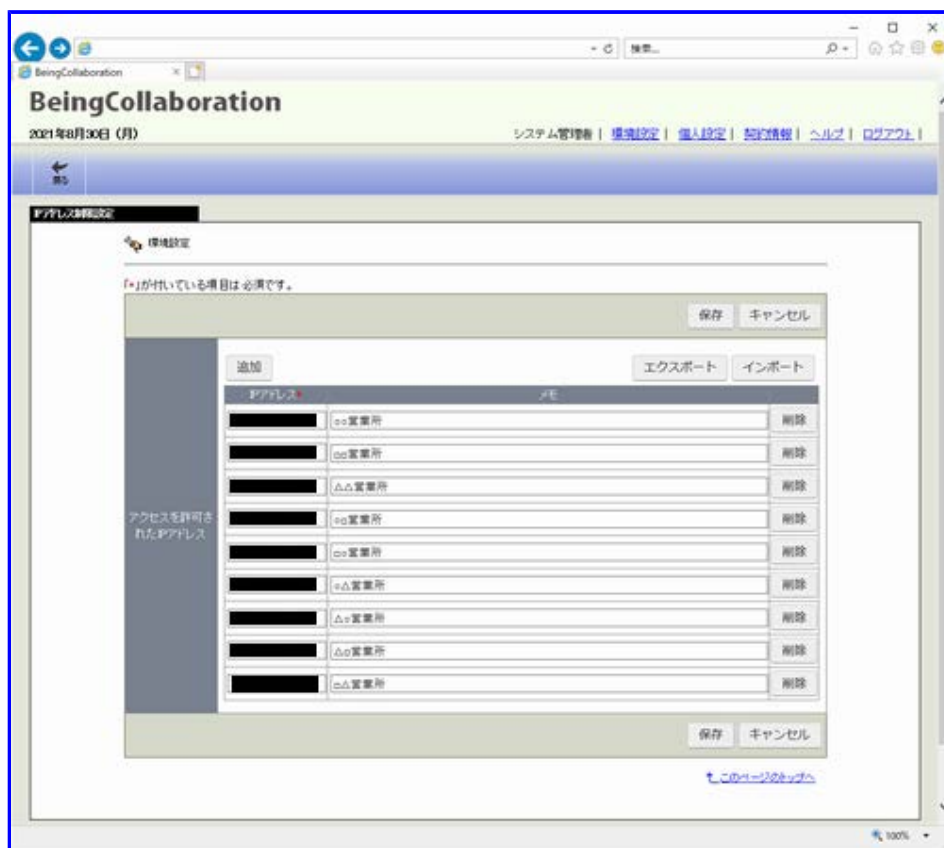 検索...
BeingCollaboration
BeingCollaboration
2021年8月30日（月）
システム管理者 | 環境設定 | 個人設定 | 契約情報 | ヘルプ | ログアウト |
戻る
IPアドレス制限設定
環境設定
「*」が付いている項目は必須です。
保存 キャンセル
追加 エクスポート インポート
IPアドレス* メモ
○○営業所 削除
□□営業所 削除
△△営業所 削除
○□営業所 削除
□○営業所 削除
○△営業所 削除
△○営業所 削除
△□営業所 削除
□△営業所 削除
アクセスを許可さ
れたIPアドレス
保存 キャンセル
このページのトップへ
100%